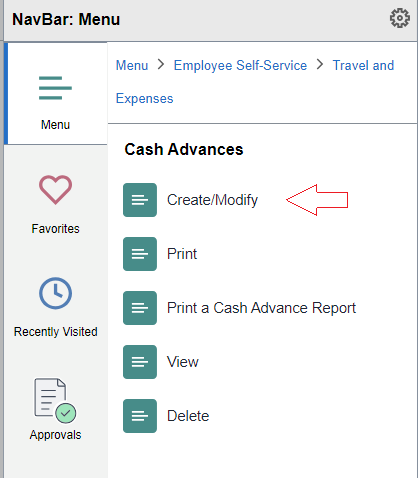 NavBar: Menu
Menu
Favorites
Recently Visited
Approvals
Menu > Employee Self-Service > Travel and
Expenses
Cash Advances
Create/Modify
Print
Print a Cash Advance Report
View
Delete